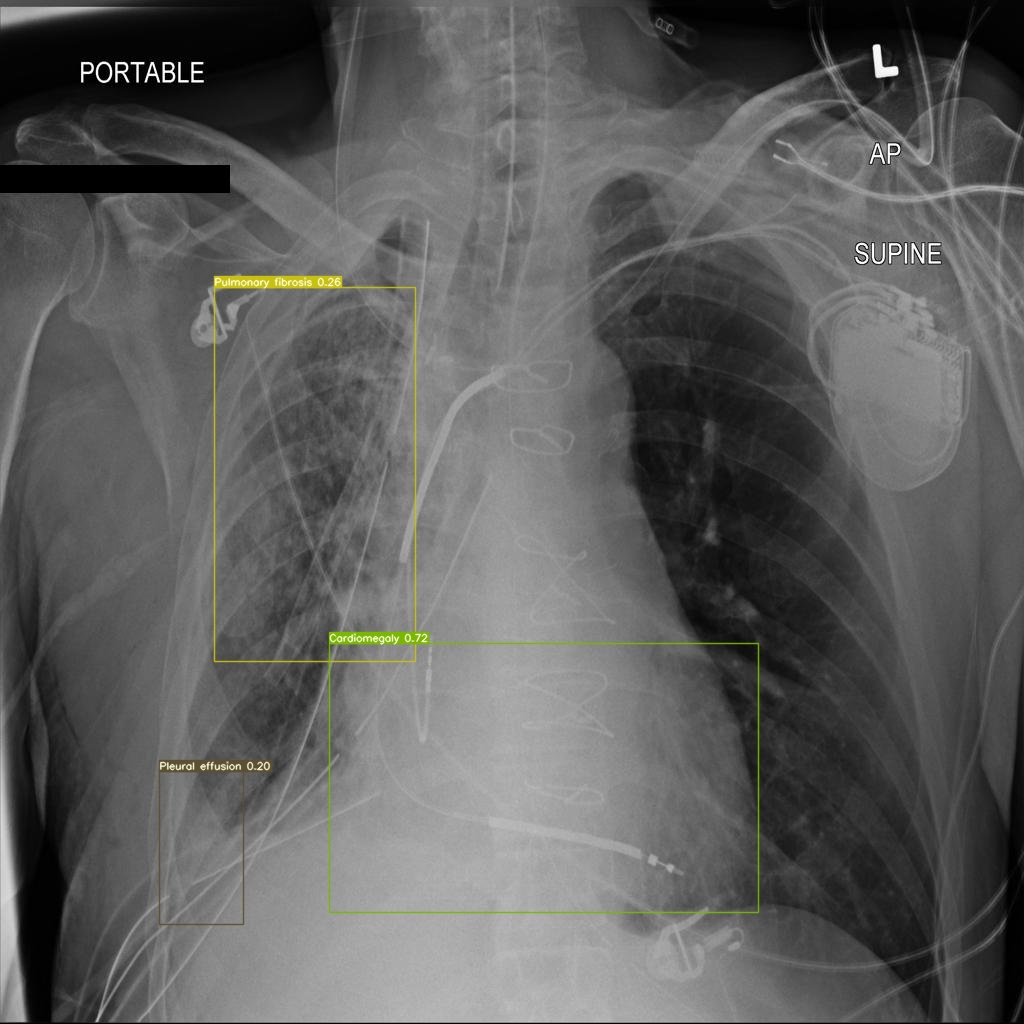 PORTABLE
L
AP
SUPINE
Pulmonary fibrosis 0.26
Cardiomegaly 0.72
Pleural effusion 0.20